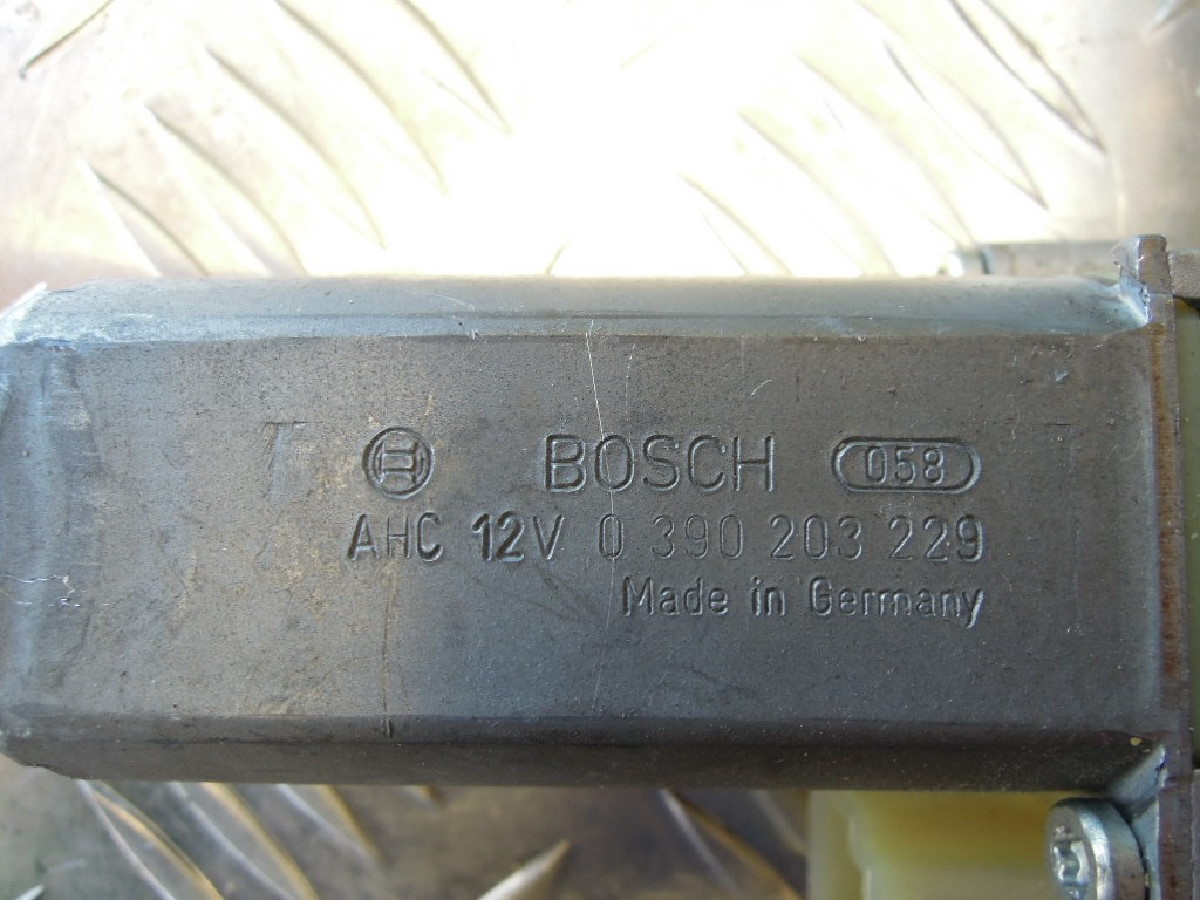 BOSCH 058
AHC 12V 0 390 203 229
Made in Germany